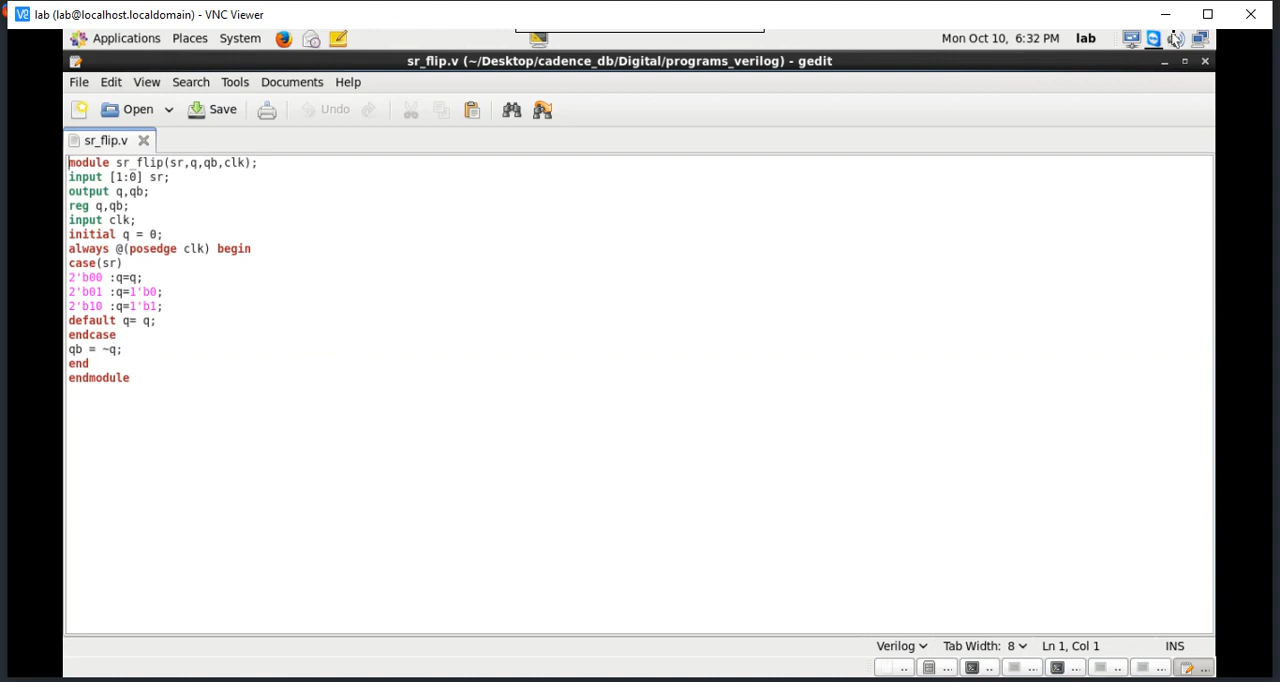 lab (lab@localhost.localdomain) - VNC Viewer
Applications Places System Mon Oct 10, 6:32 PM lab
sr_flip.v (~/Desktop/cadence_db/Digital/programs_verilog) - gedit
File Edit View Search Tools Documents Help
Open Save Undo
sr_flip.v
module sr_flip(sr,q,qb,clk);
input [1:0] sr;
output q,qb;
reg q,qb;
input clk;
initial q = 0;
always @(posedge clk) begin
case(sr)
2'b00 :q=q;
2'b01 :q=1'b0;
2'b10 :q=1'b1;
default q= q;
endcase
qb = ~q;
end
endmodule
Verilog Tab Width: 8 Ln 1, Col 1 INS